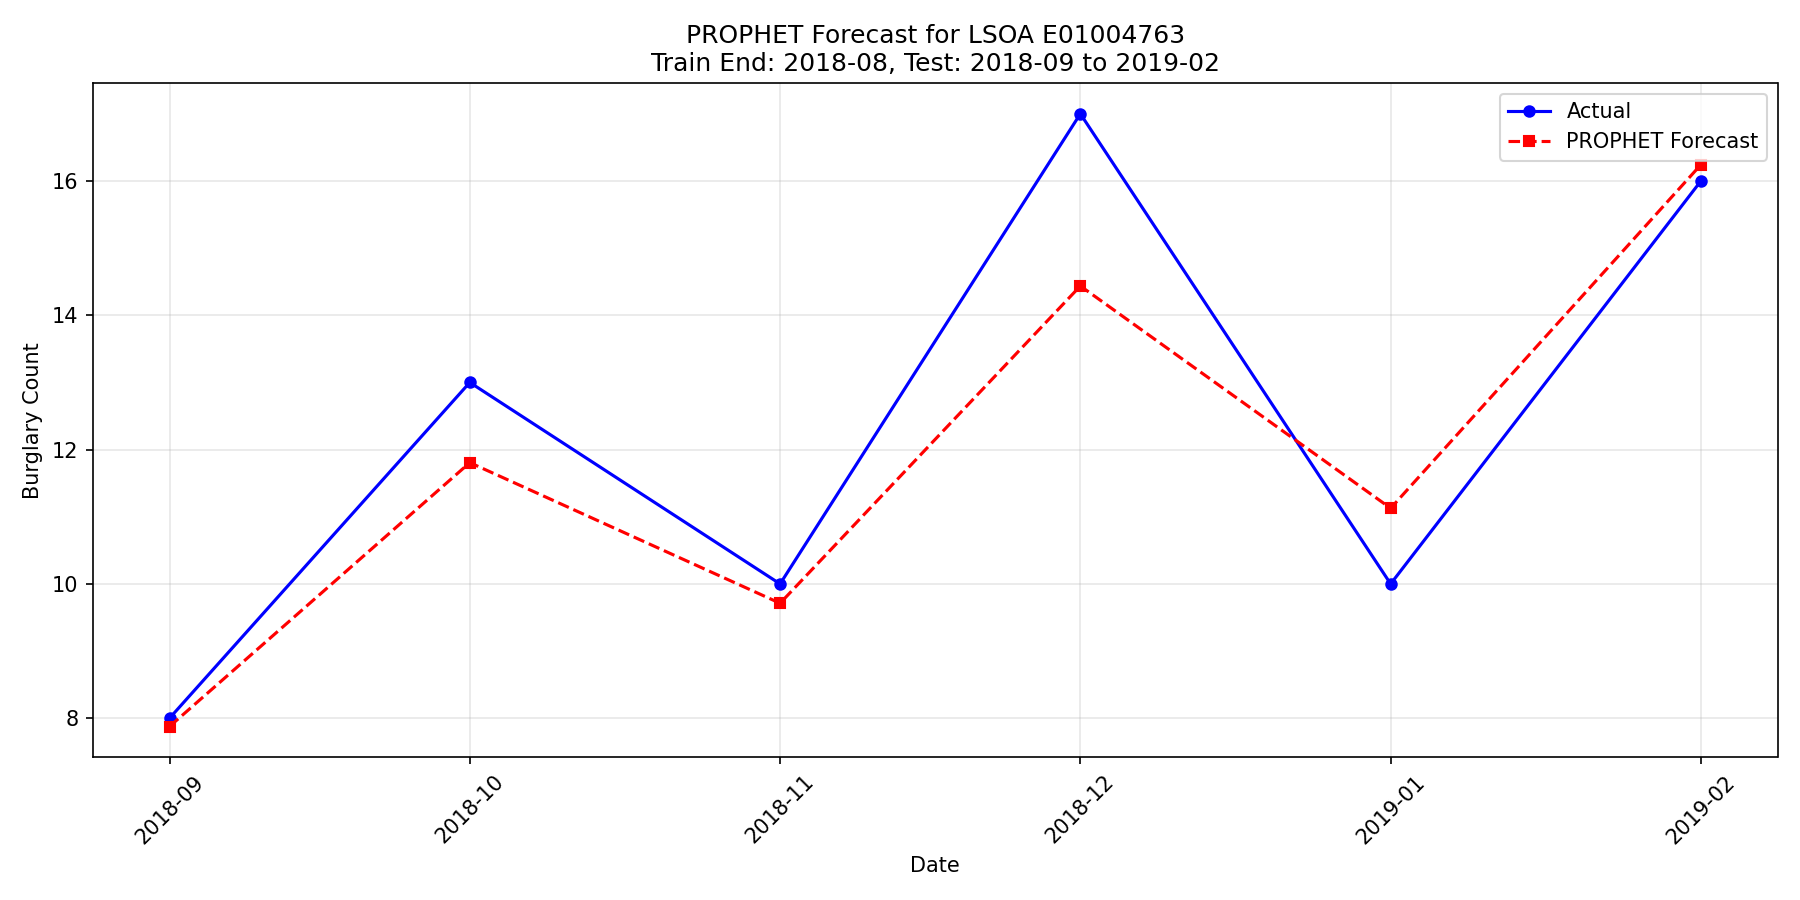 PROPHET Forecast for LSOA E01004763
Train End: 2018-08, Test: 2018-09 to 2019-02
Actual
PROPHET Forecast
Burglary Count
16
14
12
10
8
2018-09
2018-10
2018-11
2018-12
2019-01
2019-02
Date